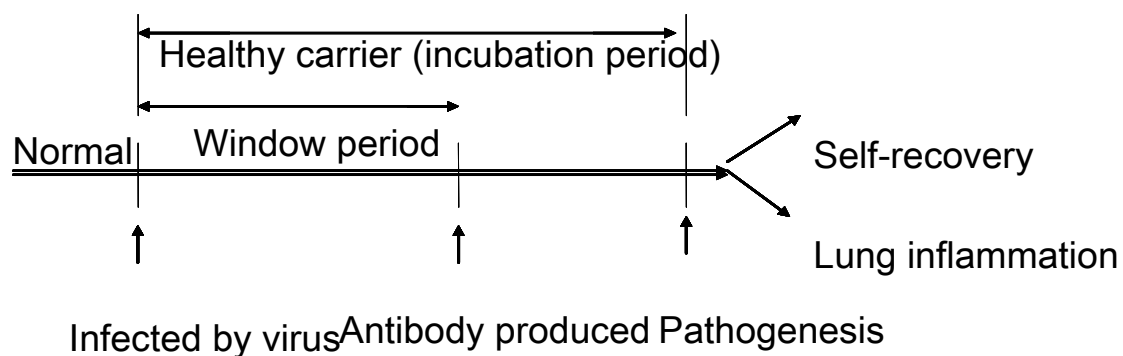 Healthy carrier (incubation period)
Window period
Normal
Self-recovery
Lung inflammation
Infected by virus
Antibody produced
Pathogenesis